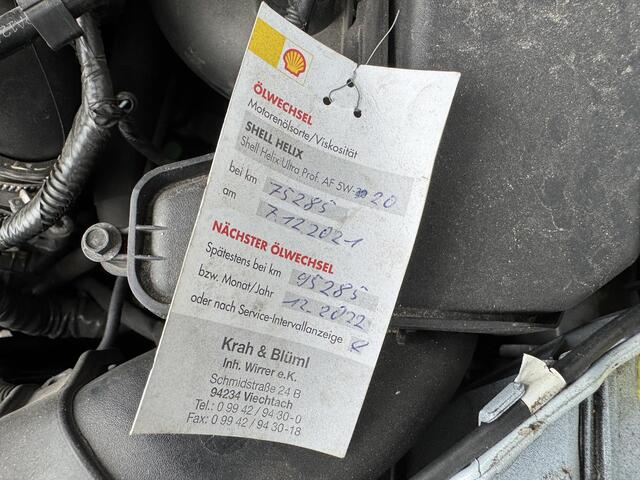 ÖLWECHSEL
Motorenölsorte/Viskosität
SHELL HELIX
Shell Helix Ultra Prof. AF 5W-20
bei km 75285
am 7.12.2021
NÄCHSTER ÖLWECHSEL
Spätestens bei km 95285
bzw. Monat/Jahr 12.2022
oder nach Service-Intervallanzeige
Krah & Blüml
Inh. Wirrer e.K.
Schmidstraße 24 B
94234 Viechtach
Tel.: 0 99 42 / 94 30-0
Fax: 0 99 42 / 94 30-18